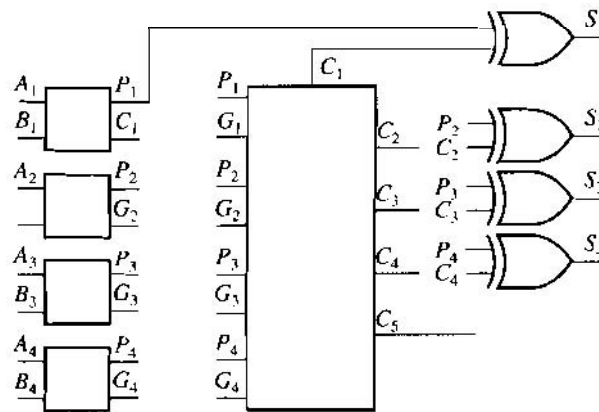 S
C₁
A₁ P₁
B₁ C₁
P₁
G₁
C₂ P₂
C₂ S
A₂ P₂
G₂
P₂
G₂
C₃ P₃
C₃ S
A₃ P₃
B₃ G₃
P₃
G₃
C₄ P₄
C₄ S
A₄ P₄
B₄ G₄
P₄
G₄
C₅